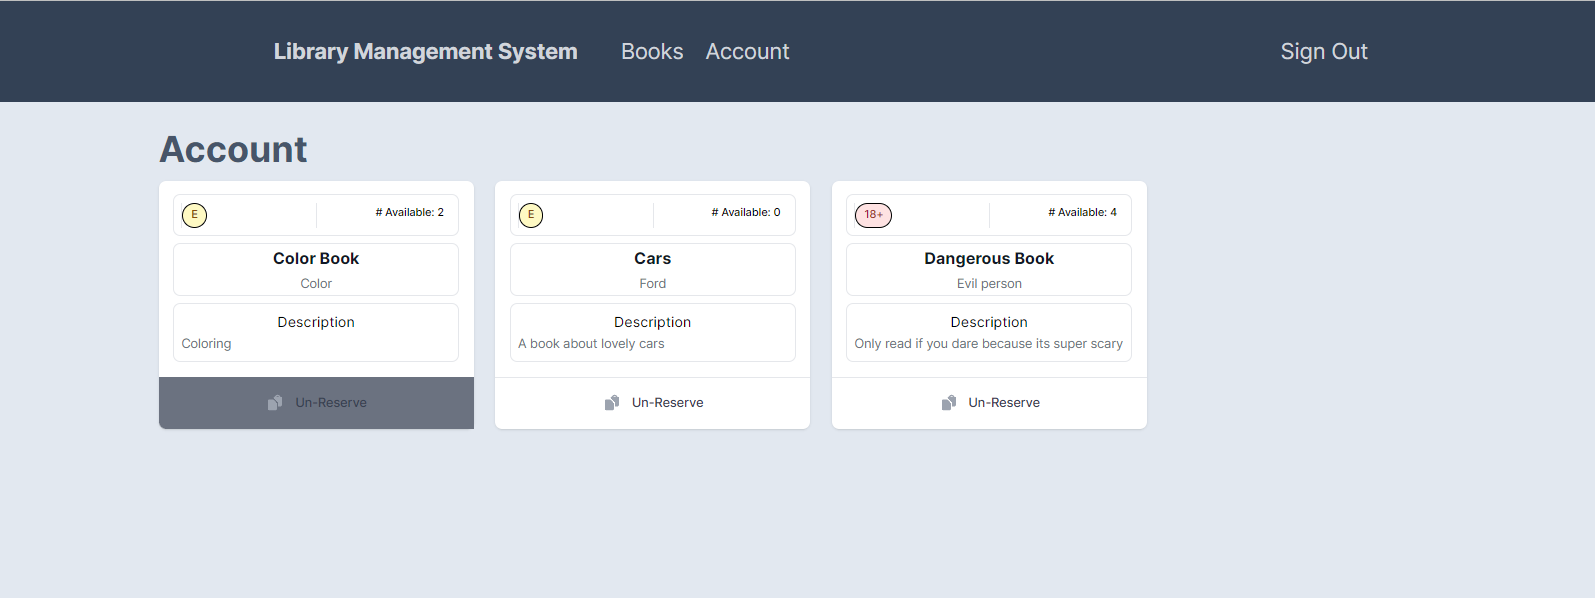 Library Management System Books Account Sign Out
Account
E # Available: 2
Color Book
Color
Description
Coloring
Un-Reserve
E # Available: 0
Cars
Ford
Description
A book about lovely cars
Un-Reserve
18+ # Available: 4
Dangerous Book
Evil person
Description
Only read if you dare because its super scary
Un-Reserve